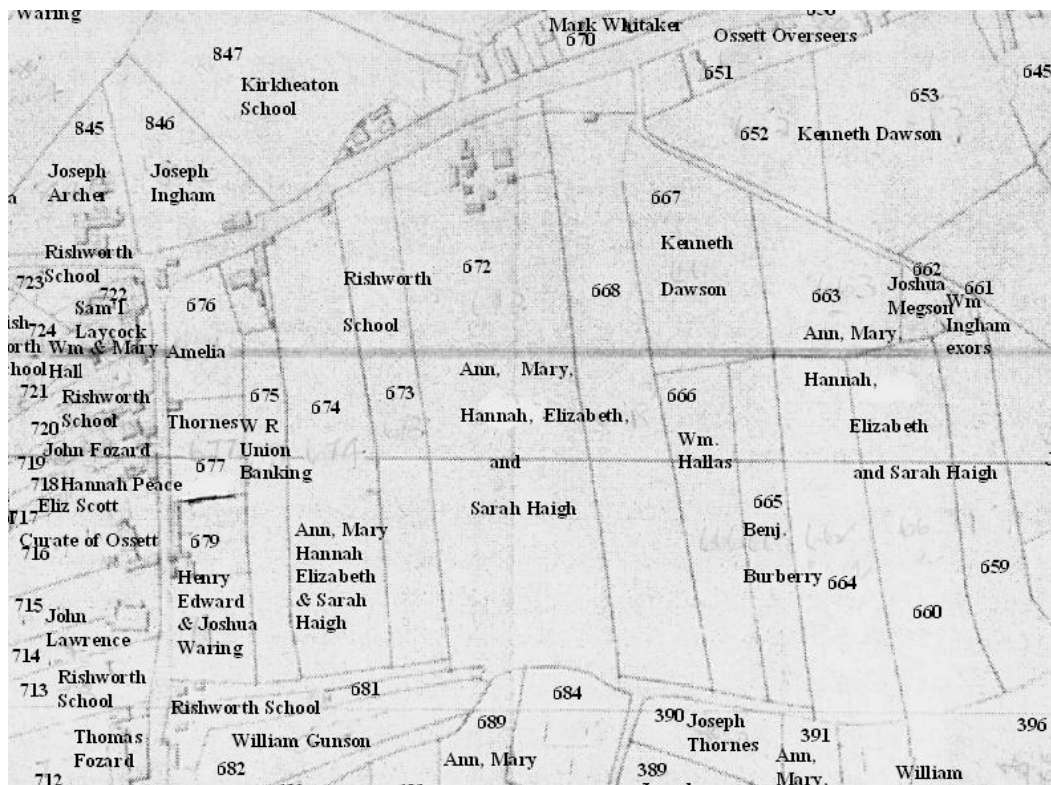 Waring
Mark Whitaker
670
Ossett Overseers
847
651
645
Kirkheaton
School
653
845
846
652
Kenneth Dawson
Joseph
Archer
Joseph
Ingham
667
Rishworth
School
Kenneth
Dawson
723
722
Rishworth
School
672
668
662
Joshua
Megson
661
Wm
Ingham
exors
676
663
Sam'l
Laycock
724
Ann, Mary,
Wm & Mary
Hall
Amelia
Thornes
721
Ann, Mary,
Hannah, Elizabeth,
and
Sarah Haigh
Hannah,
Elizabeth
and Sarah Haigh
675
674
673
666
Rishworth
School
720
W R
Union
Banking
Wm.
Hallas
John Fozard
719
677
718
Hannah Peace
Eliz Scott
717
665
Benj.
Burberry
Curate of Ossett
716
679
Ann, Mary
Hannah
Elizabeth
& Sarah
Haigh
Henry
Edward
& Joshua
Waring
664
659
660
715
John
Lawrence
714
713
Rishworth
School
681
684
Rishworth School
689
390
Joseph
Thornes
391
396
Thomas
Fozard
William Gunson
712
682
Ann, Mary
389
Ann,
Mary,
William